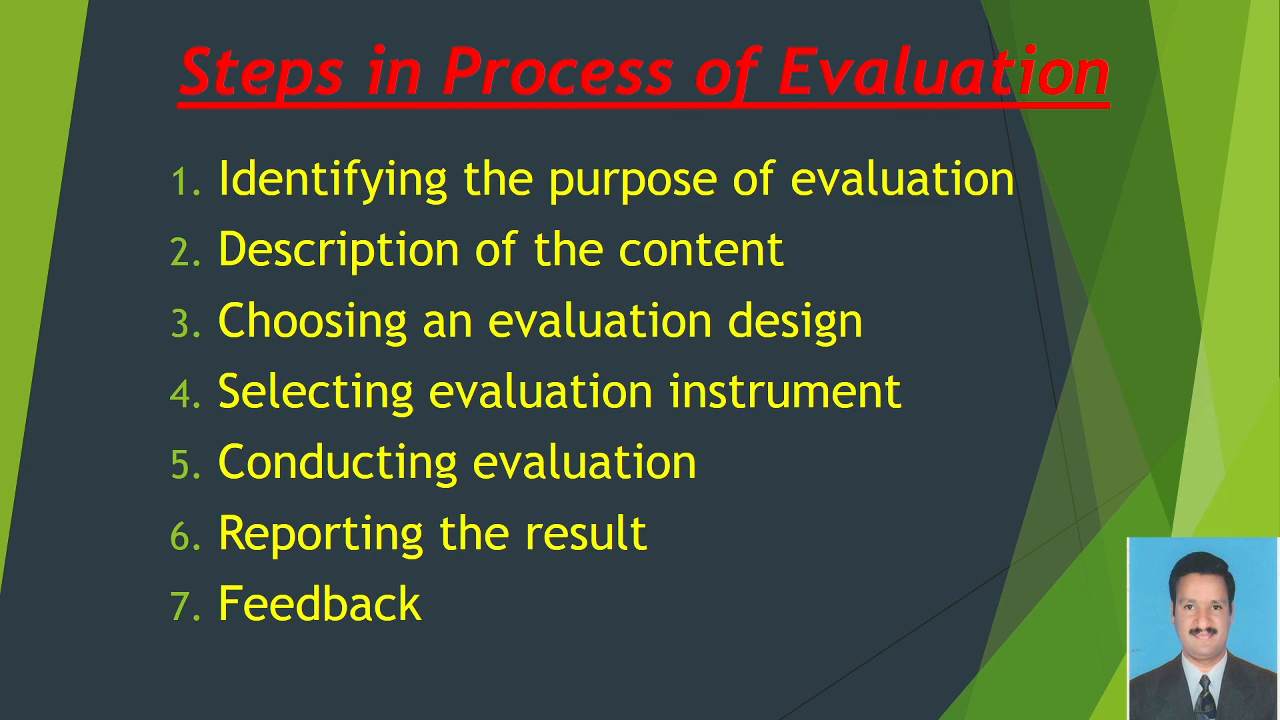 Steps in Process of Evaluation
1. Identifying the purpose of evaluation
2. Description of the content
3. Choosing an evaluation design
4. Selecting evaluation instrument
5. Conducting evaluation
6. Reporting the result
7. Feedback